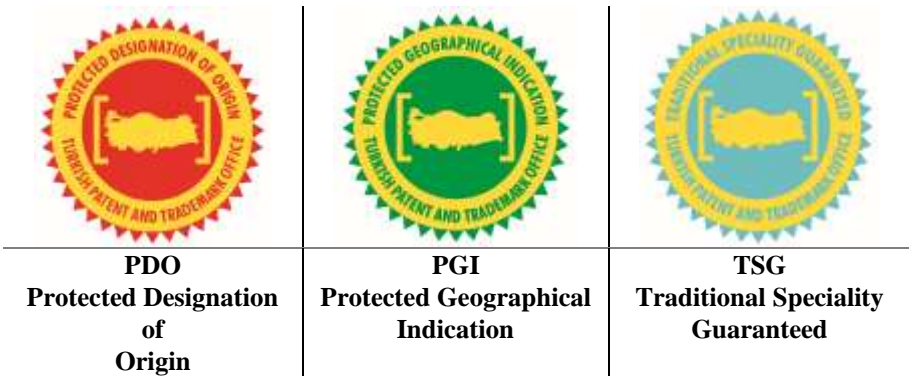 PROTECTED DESIGNATION OF ORIGIN
TURKISH PATENT AND TRADEMARK OFFICE
PROTECTED GEOGRAPHICAL INDICATION
TURKISH PATENT AND TRADEMARK OFFICE
TRADITIONAL SPECIALITY GUARANTEED
TURKISH PATENT AND TRADEMARK OFFICE
PDO
Protected Designation
of
Origin
PGI
Protected Geographical
Indication
TSG
Traditional Speciality
Guaranteed